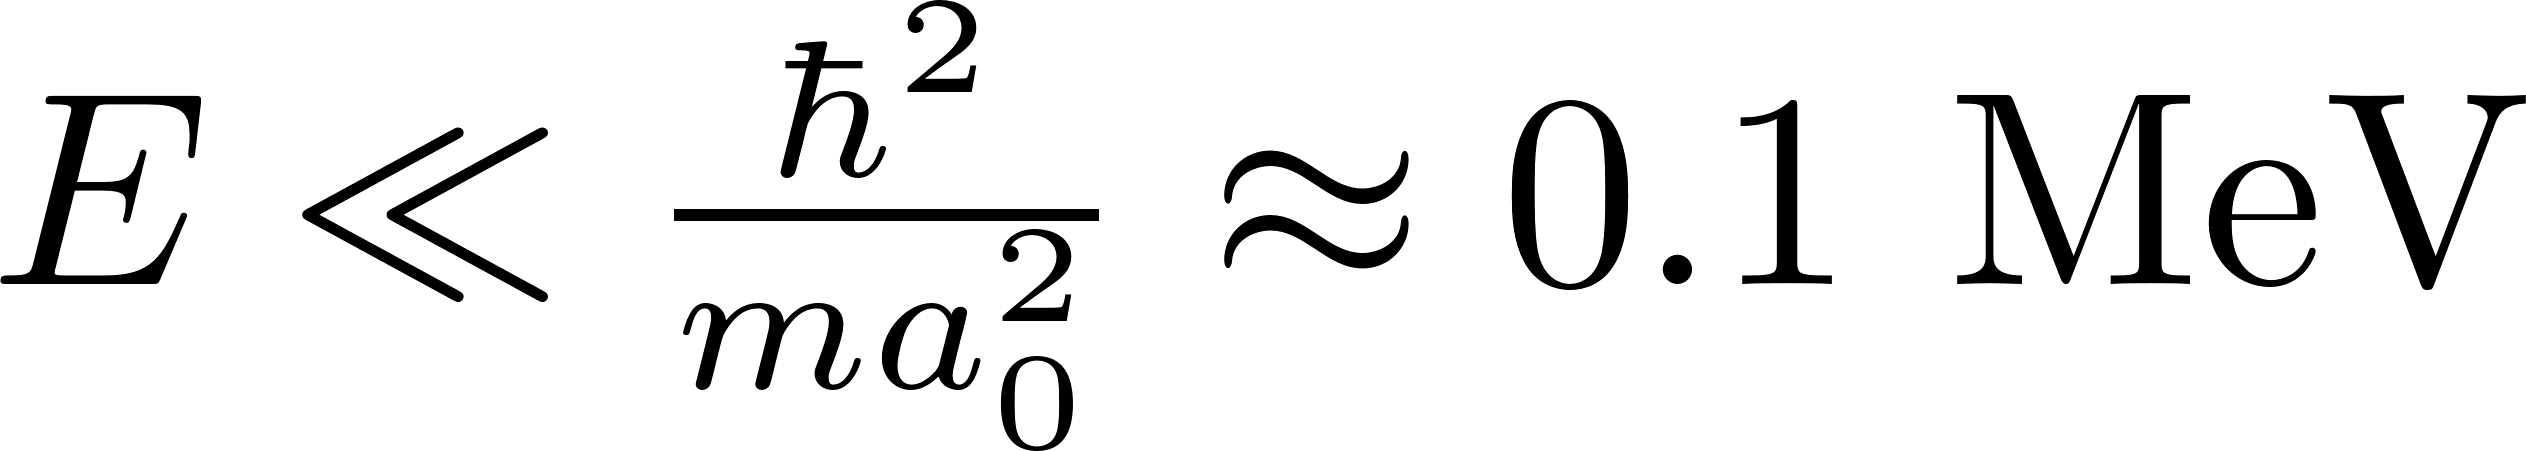 E ≪ ħ² / ma₀² ≈ 0.1 MeV